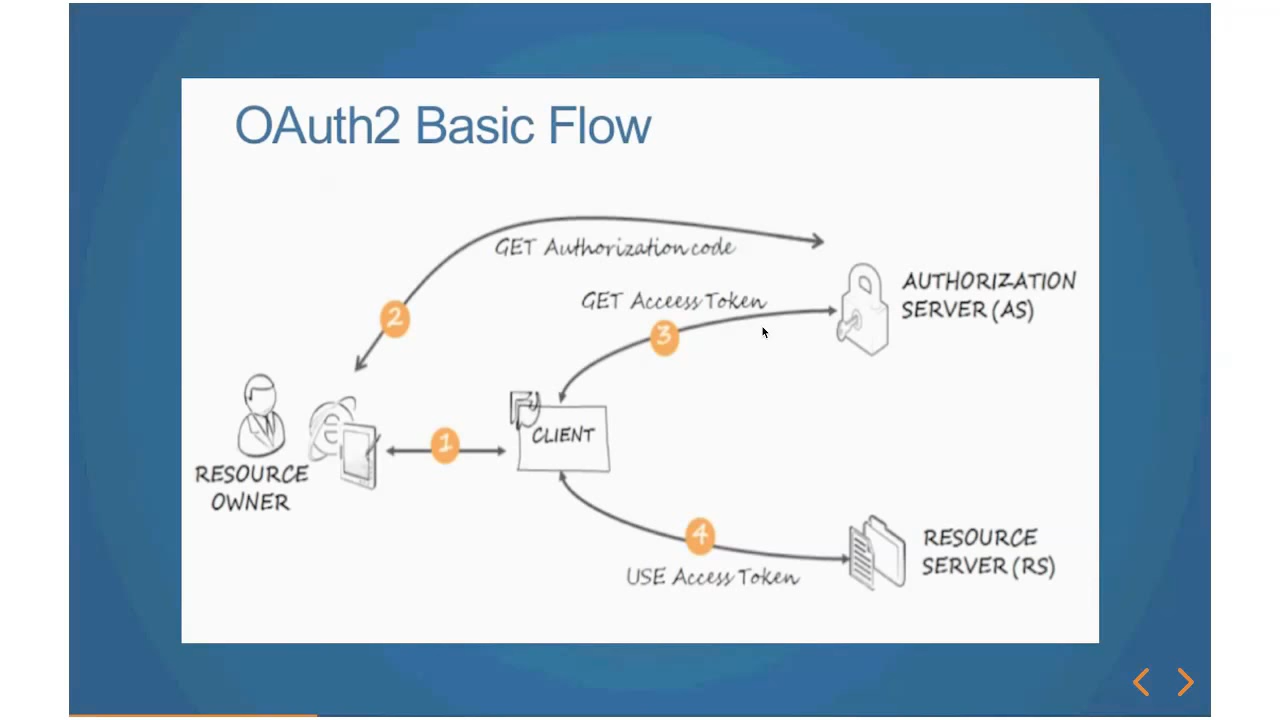 OAuth2 Basic Flow
GET Authorization code
GET Acceess Token
AUTHORIZATION
SERVER (AS)
2
3
1
CLIENT
RESOURCE
OWNER
4
USE Access Token
RESOURCE
SERVER (RS)